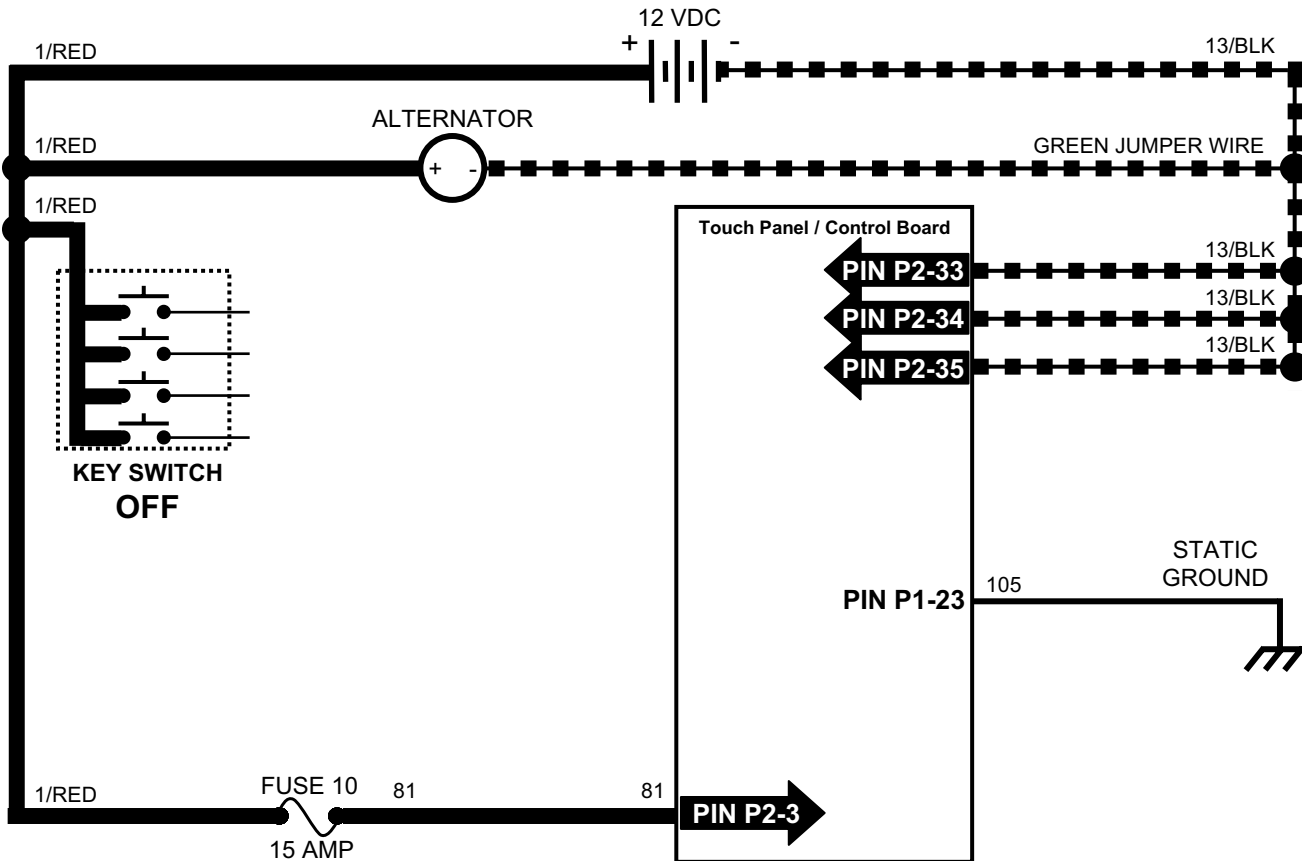 12 VDC
+ -
1/RED
13/BLK
ALTERNATOR
1/RED
+ -
GREEN JUMPER WIRE
1/RED
Touch Panel / Control Board
13/BLK
PIN P2-33
13/BLK
PIN P2-34
13/BLK
PIN P2-35
KEY SWITCH
OFF
STATIC
GROUND
PIN P1-23
105
1/RED
FUSE 10
81
81
PIN P2-3
15 AMP